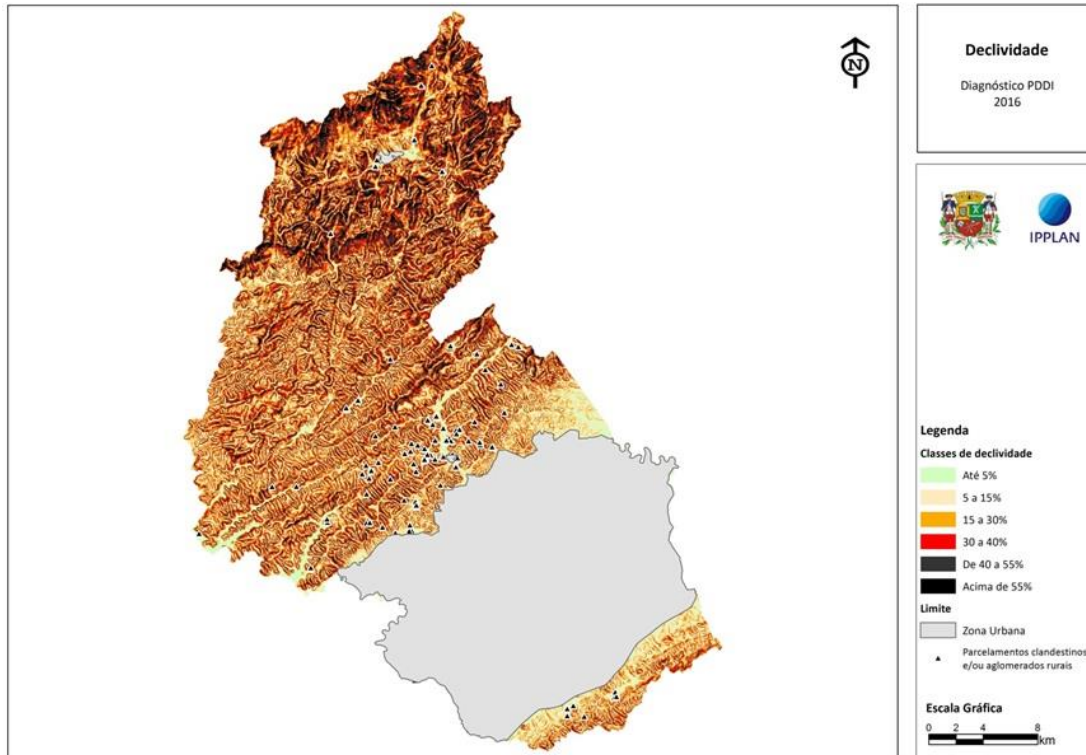 N
Declividade
Diagnóstico PDDI
2016
IPPLAN
Legenda
Classes de declividade
Até 5%
5 a 15%
15 a 30%
30 a 40%
De 40 a 55%
Acima de 55%
Limite
Zona Urbana
Parcelamentos clandestinos
e/ou aglomerados rurais
Escala Gráfica
0 2 4 8
km